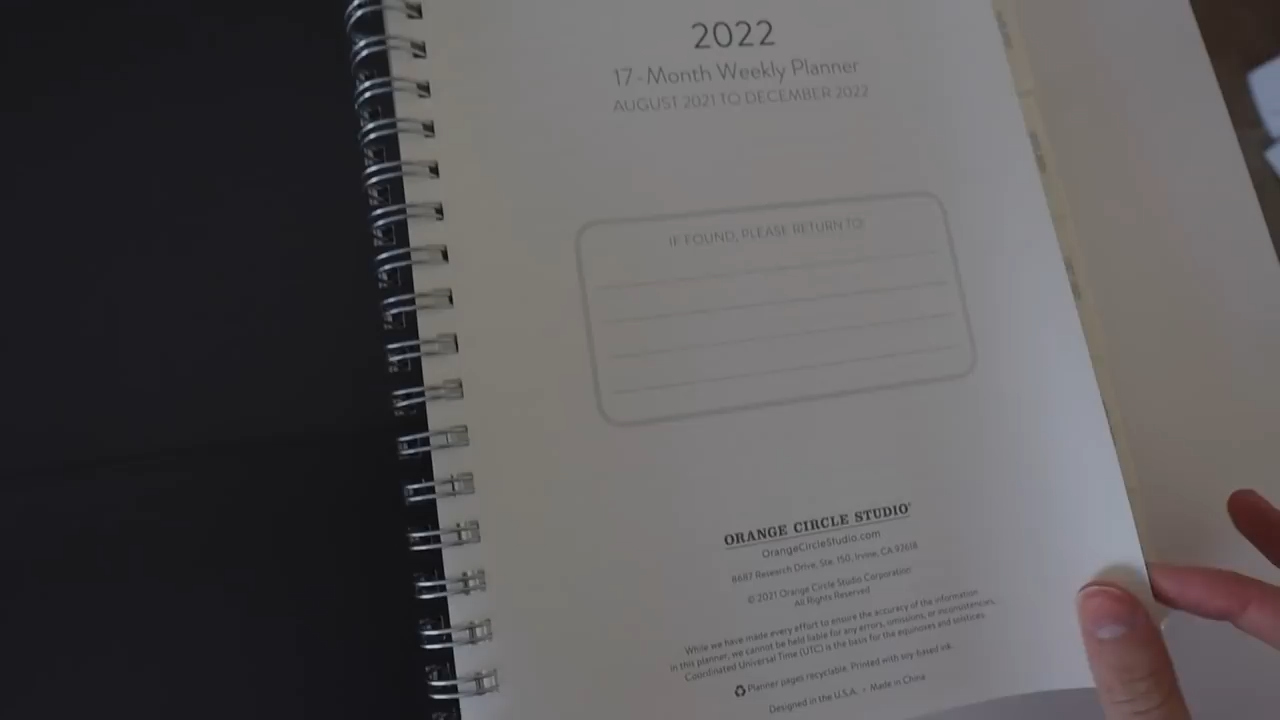 2022
17-Month Weekly Planner
AUGUST 2021 TO DECEMBER 2022
IF FOUND, PLEASE RETURN TO:
ORANGE CIRCLE STUDIO®
OrangeCircleStudio.com
8687 Research Drive, Ste. 150, Irvine, CA 92618
© 2021 Orange Circle Studio Corporation
All Rights Reserved
While we have made every effort to ensure the accuracy of the information
in this planner, we cannot be held liable for any errors, omissions, or inconsistencies.
Coordinated Universal Time (UTC) is the basis for the equinoxes and solstices.
Planner pages recyclable. Printed with soy-based ink.
Designed in the U.S.A. • Made in China